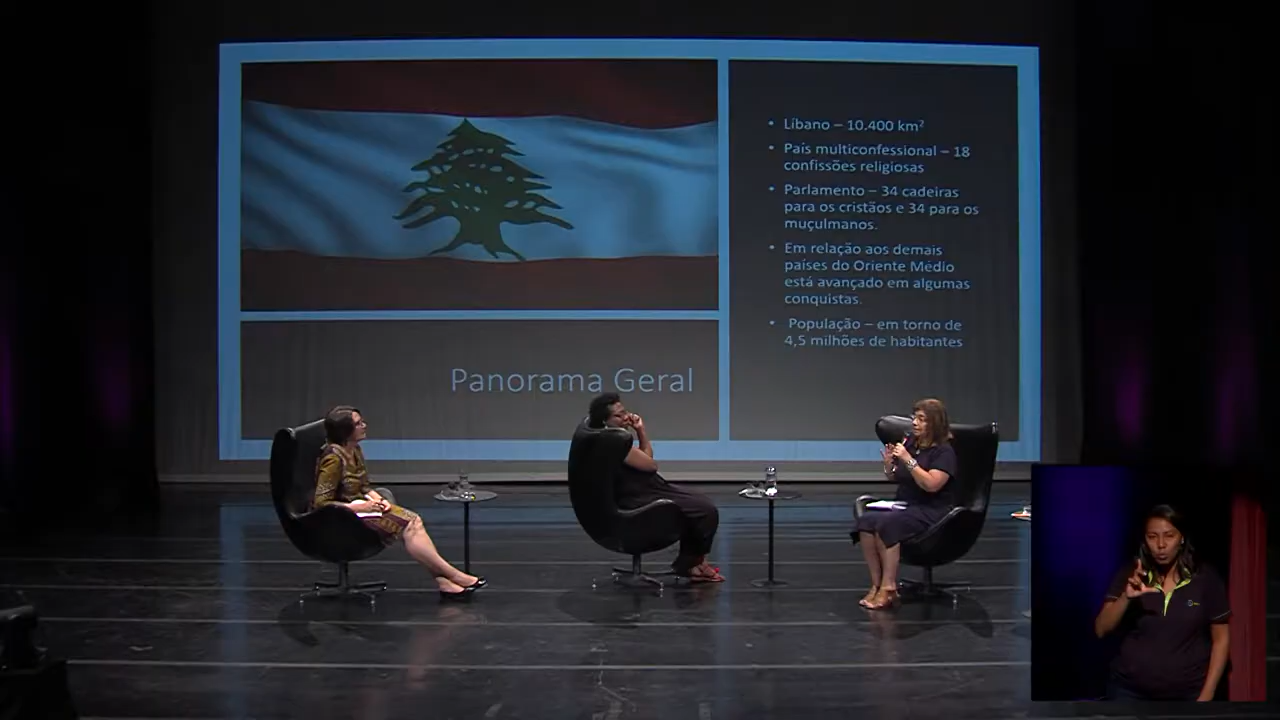 • Líbano – 10.400 km²
• País multiconfessional – 18
confissões religiosas
• Parlamento – 34 cadeiras
para os cristãos e 34 para os
muçulmanos.
• Em relação aos demais
países do Oriente Médio
está avançado em algumas
conquistas.
• População – em torno de
4,5 milhões de habitantes
Panorama Geral